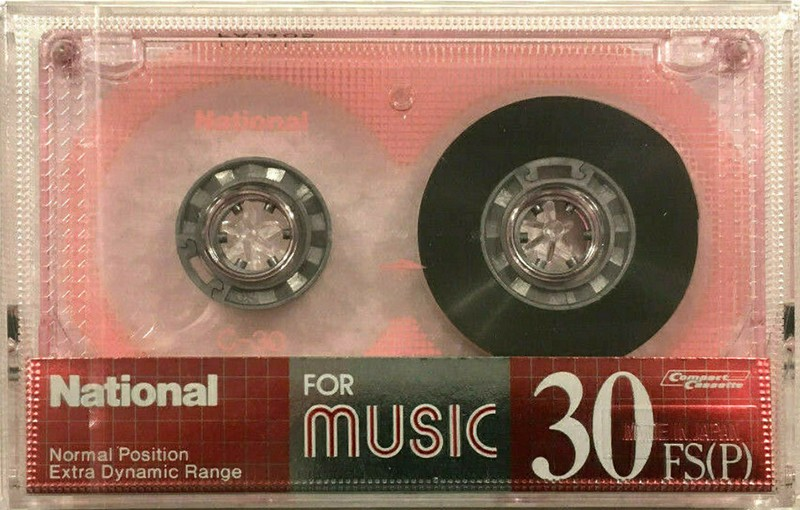 National
C-30
National
Normal Position
Extra Dynamic Range
FOR
MUSIC
30
FS(P)
Compact
Cassette
MADE IN JAPAN